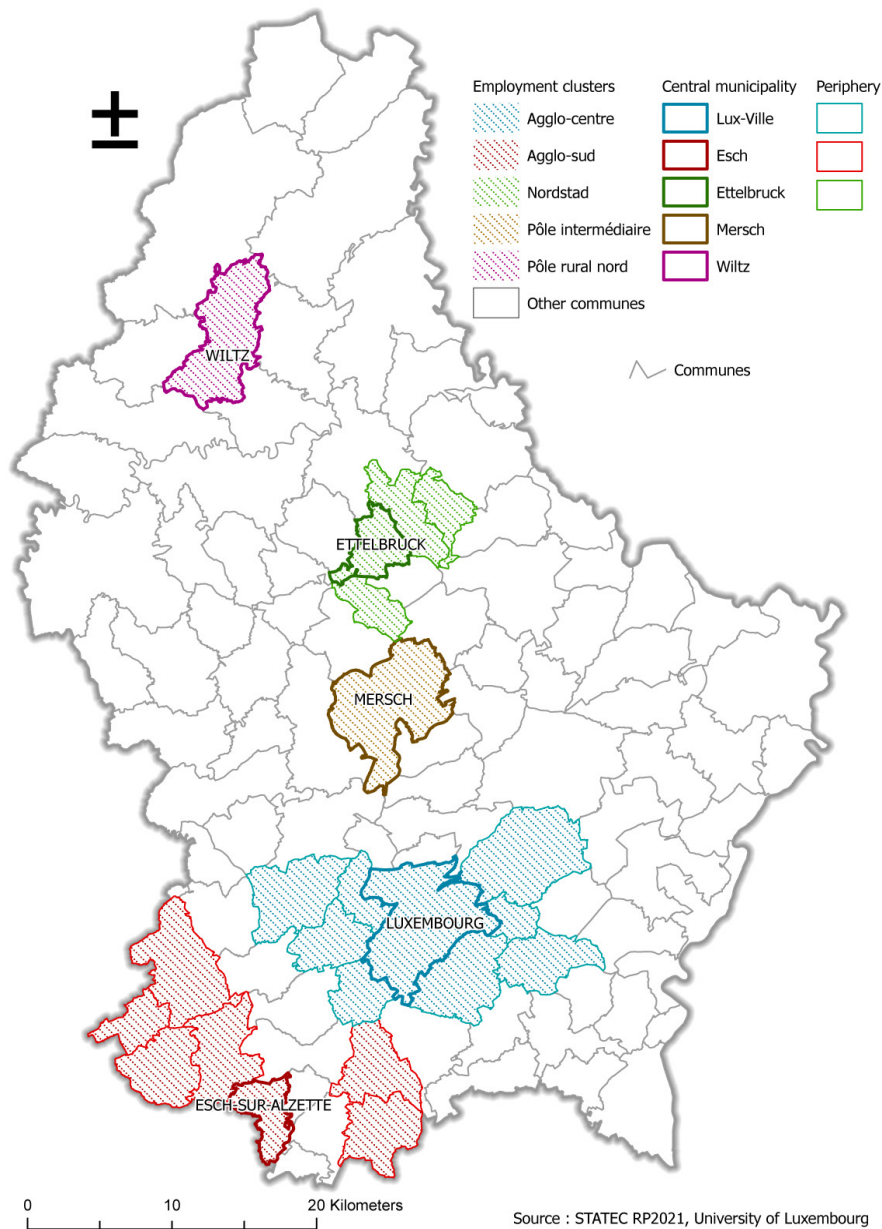 ±
Employment clusters
Central municipality
Periphery
Agglo-centre
Lux-Ville
Agglo-sud
Esch
Nordstad
Ettelbruck
Pôle intermédiaire
Mersch
Pôle rural nord
Wiltz
Other communes
Communes
WILTZ
ETTELBRUCK
MERSCH
LUXEMBOURG
ESCH-SUR-ALZETTE
0 10 20 Kilometers
Source : STATEC RP2021, University of Luxembourg